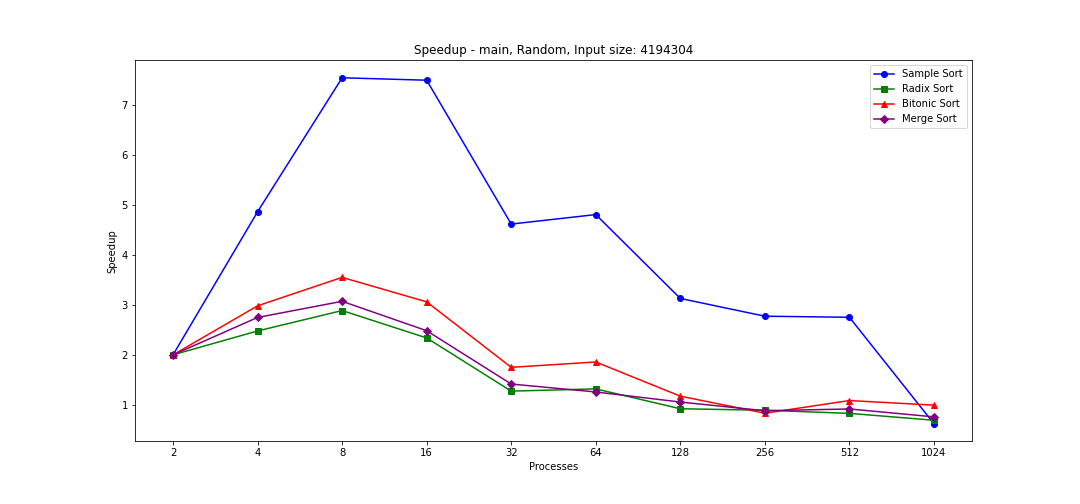 Speedup - main, Random, Input size: 4194304
Sample Sort
Radix Sort
Bitonic Sort
Merge Sort
Speedup
7
6
5
4
3
2
1
2 4 8 16 32 64 128 256 512 1024
Processes